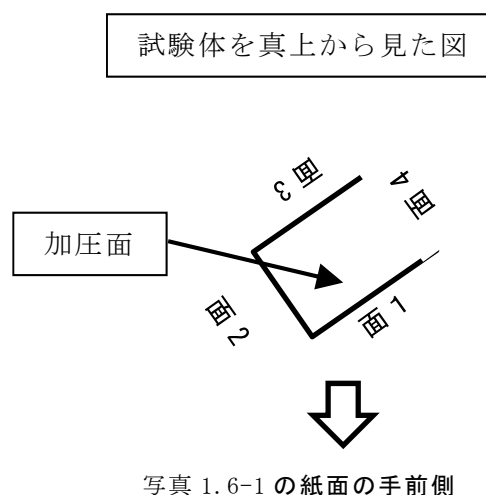 試験体を真上から見た図
面3
面4
加圧面
面2
面1
写真 1.6-1 の紙面の手前側